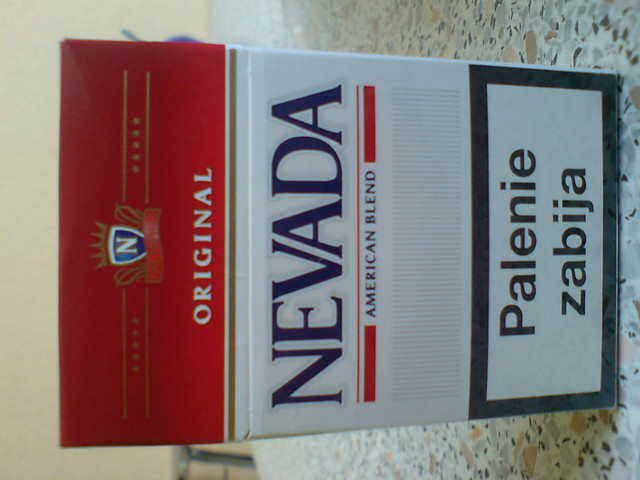 N
ORIGINAL
NEVADA
AMERICAN BLEND
Palenie
zabija